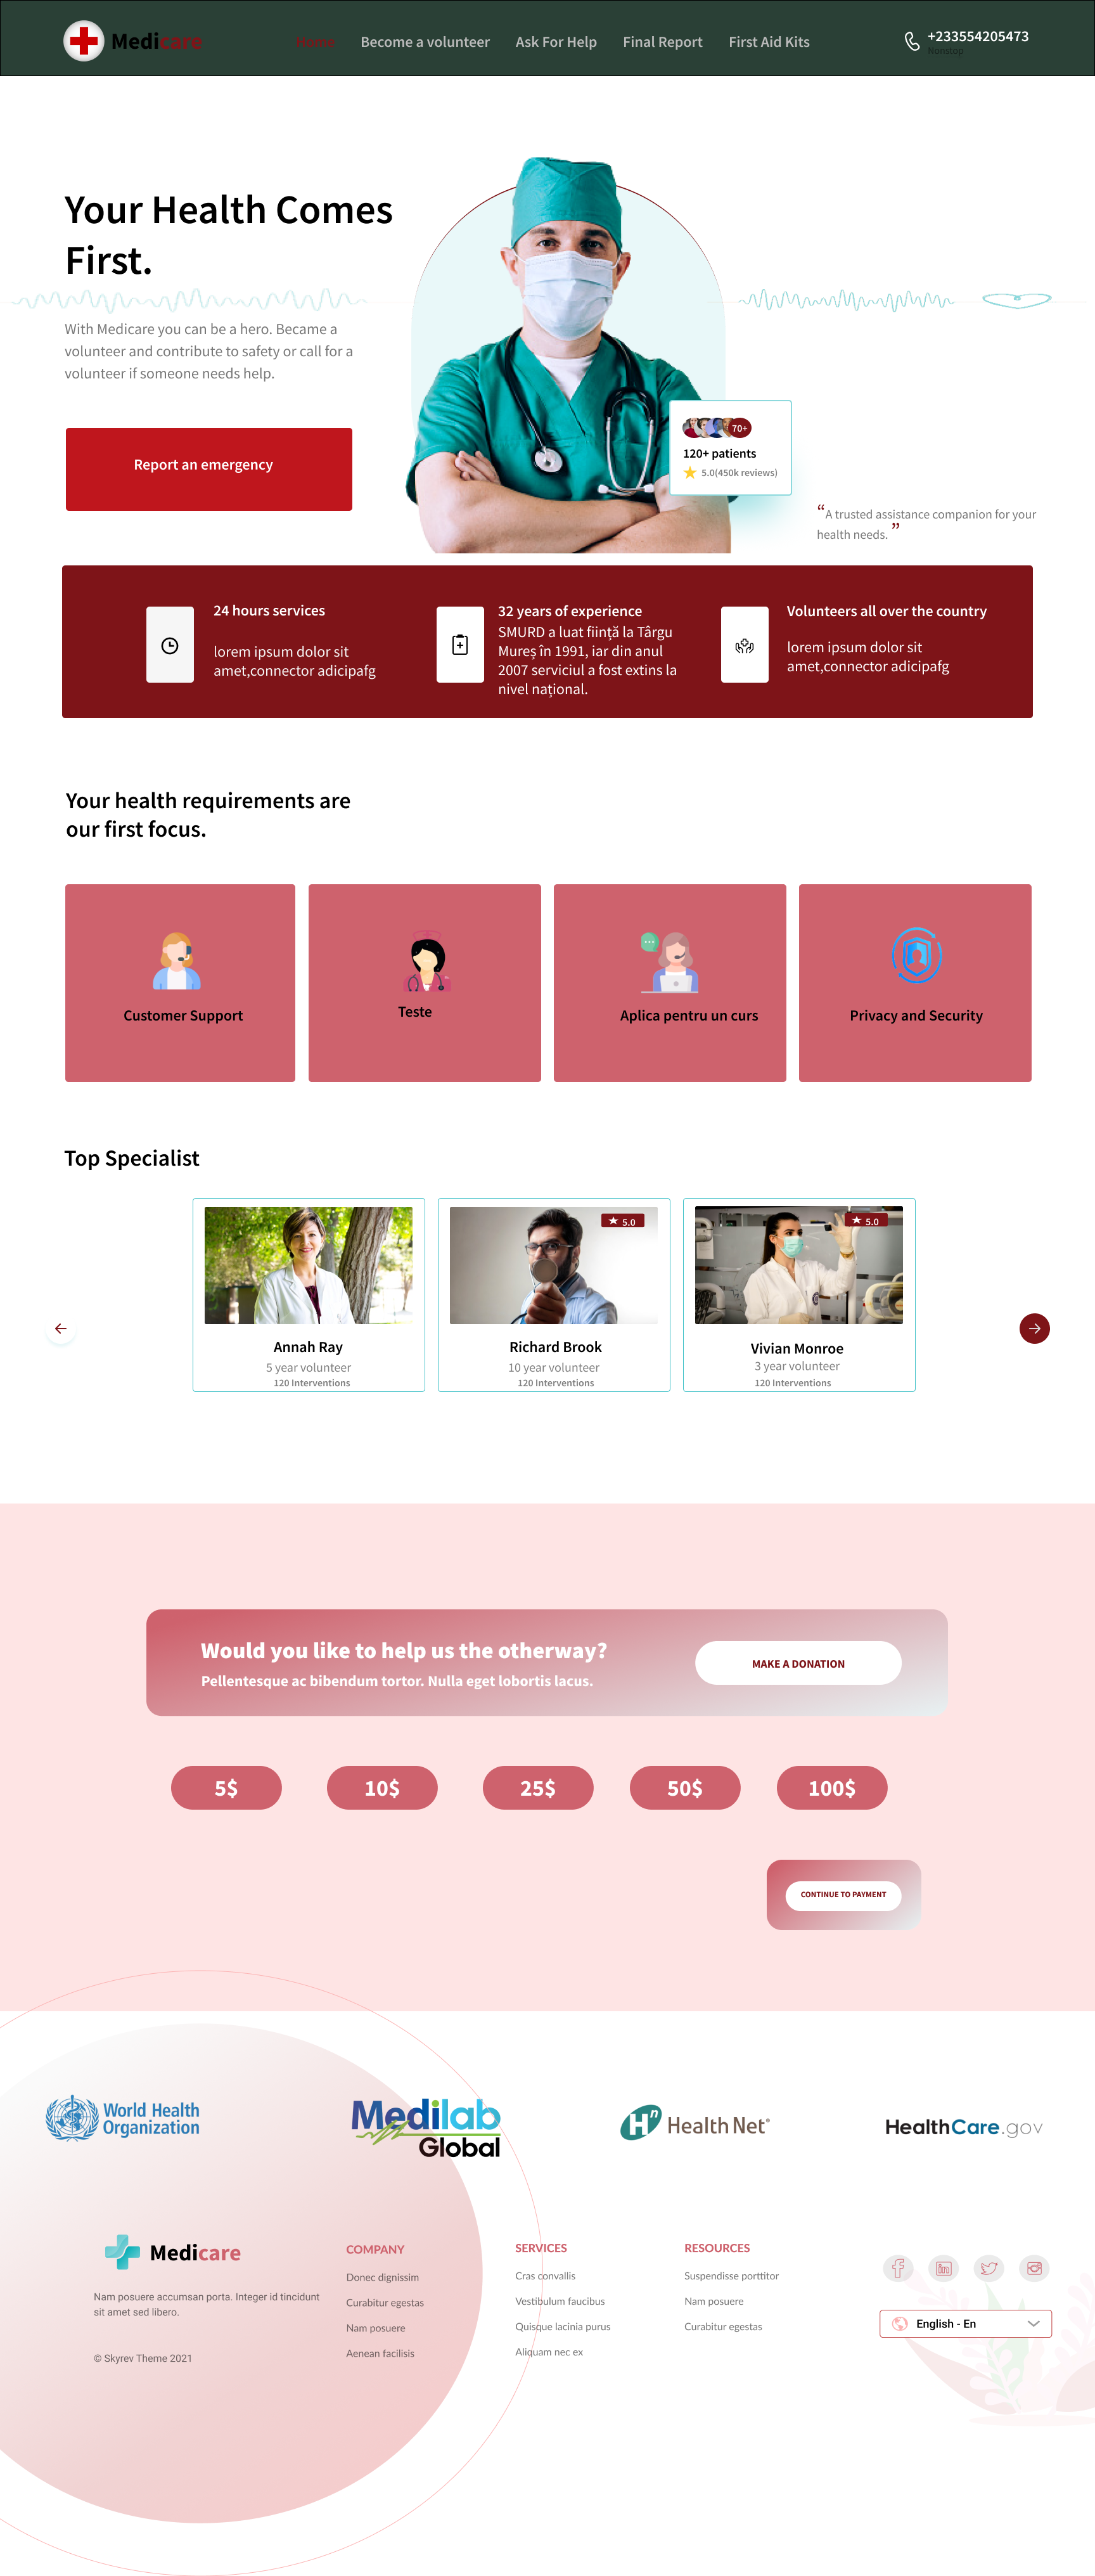 Medicare
Home
Become a volunteer
Ask For Help
Final Report
First Aid Kits
+233554205473
Nonstop
Your Health Comes
First.
With Medicare you can be a hero. Became a
volunteer and contribute to safety or call for a
volunteer if someone needs help.
Report an emergency
70+
120+ patients
5.0(450k reviews)
“A trusted assistance companion for your
health needs. ”
24 hours services
lorem ipsum dolor sit
amet,connector adicipafg
32 years of experience
SMURD a luat ființă la Târgu
Mureș în 1991, iar din anul
2007 serviciul a fost extins la
nivel național.
Volunteers all over the country
lorem ipsum dolor sit
amet,connector adicipafg
Your health requirements are
our first focus.
Customer Support
Teste
Aplica pentru un curs
Privacy and Security
Top Specialist
Annah Ray
5 year volunteer
120 Interventions
5.0
Richard Brook
10 year volunteer
120 Interventions
5.0
Vivian Monroe
3 year volunteer
120 Interventions
Would you like to help us the otherway?
Pellentesque ac bibendum tortor. Nulla eget lobortis lacus.
MAKE A DONATION
5$
10$
25$
50$
100$
CONTINUE TO PAYMENT
World Health
Organization
Medilab
Global
Hn Health Net®
HealthCare.gov
Medicare
Nam posuere accumsan porta. Integer id tincidunt
sit amet sed libero.
© Skyrev Theme 2021
COMPANY
Donec dignissim
Curabitur egestas
Nam posuere
Aenean facilisis
SERVICES
Cras convallis
Vestibulum faucibus
Quisque lacinia purus
Aliquam nec ex
RESOURCES
Suspendisse porttitor
Nam posuere
Curabitur egestas
English - En